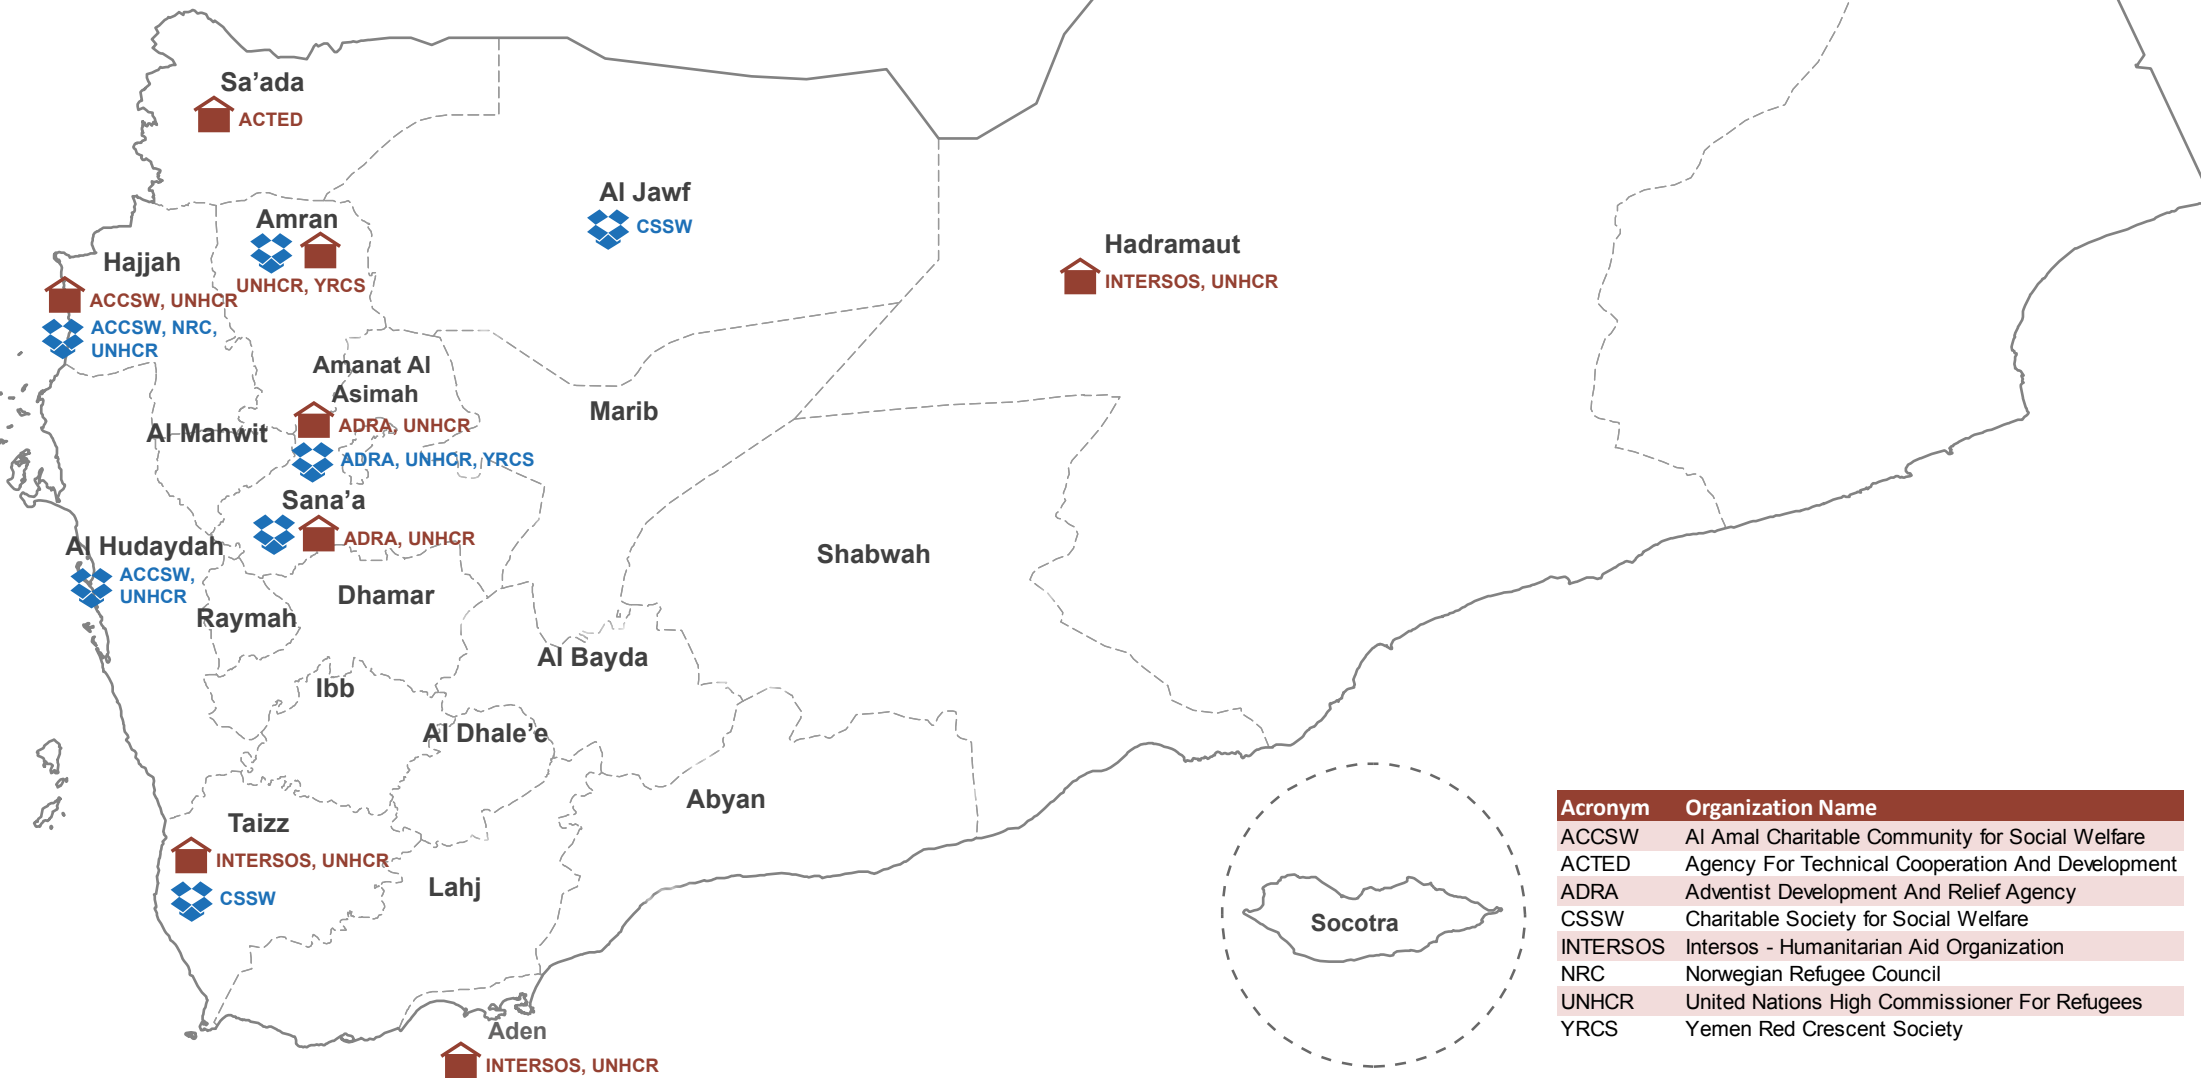 Sa’ada
ACTED
Al Jawf
CSSW
Amran
UNHCR, YRCS
Hadramaut
INTERSOS, UNHCR
Hajjah
ACCSW, UNHCR
ACCSW, NRC,
UNHCR
Amanat Al
Asimah
ADRA, UNHCR
ADRA, UNHCR, YRCS
Marib
Al Mahwit
Sana’a
ADRA, UNHCR
Al Hudaydah
ACCSW,
UNHCR
Shabwah
Dhamar
Raymah
Al Bayda
Ibb
Al Dhale’e
Abyan
Taizz
INTERSOS, UNHCR
CSSW
Lahj
Socotra
Aden
INTERSOS, UNHCR
Acronym Organization Name
ACCSW Al Amal Charitable Community for Social Welfare
ACTED Agency For Technical Cooperation And Development
ADRA Adventist Development And Relief Agency
CSSW Charitable Society for Social Welfare
INTERSOS Intersos - Humanitarian Aid Organization
NRC Norwegian Refugee Council
UNHCR United Nations High Commissioner For Refugees
YRCS Yemen Red Crescent Society